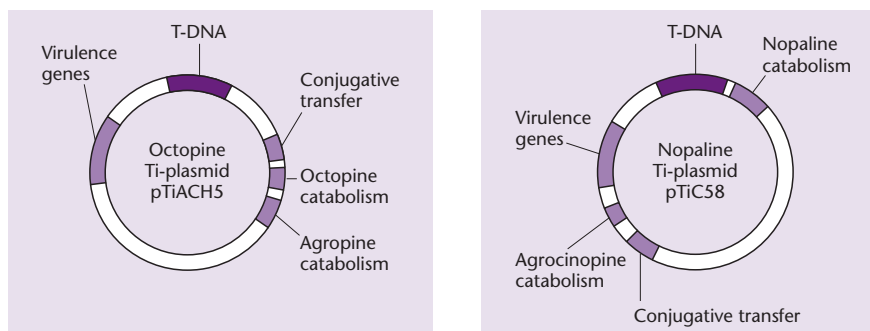 T-DNA
Virulence
genes
Conjugative
transfer
Octopine
Ti-plasmid
pTiACH5
Octopine
catabolism
Agropine
catabolism
T-DNA
Nopaline
catabolism
Virulence
genes
Nopaline
Ti-plasmid
pTiC58
Agrocinopine
catabolism
Conjugative transfer